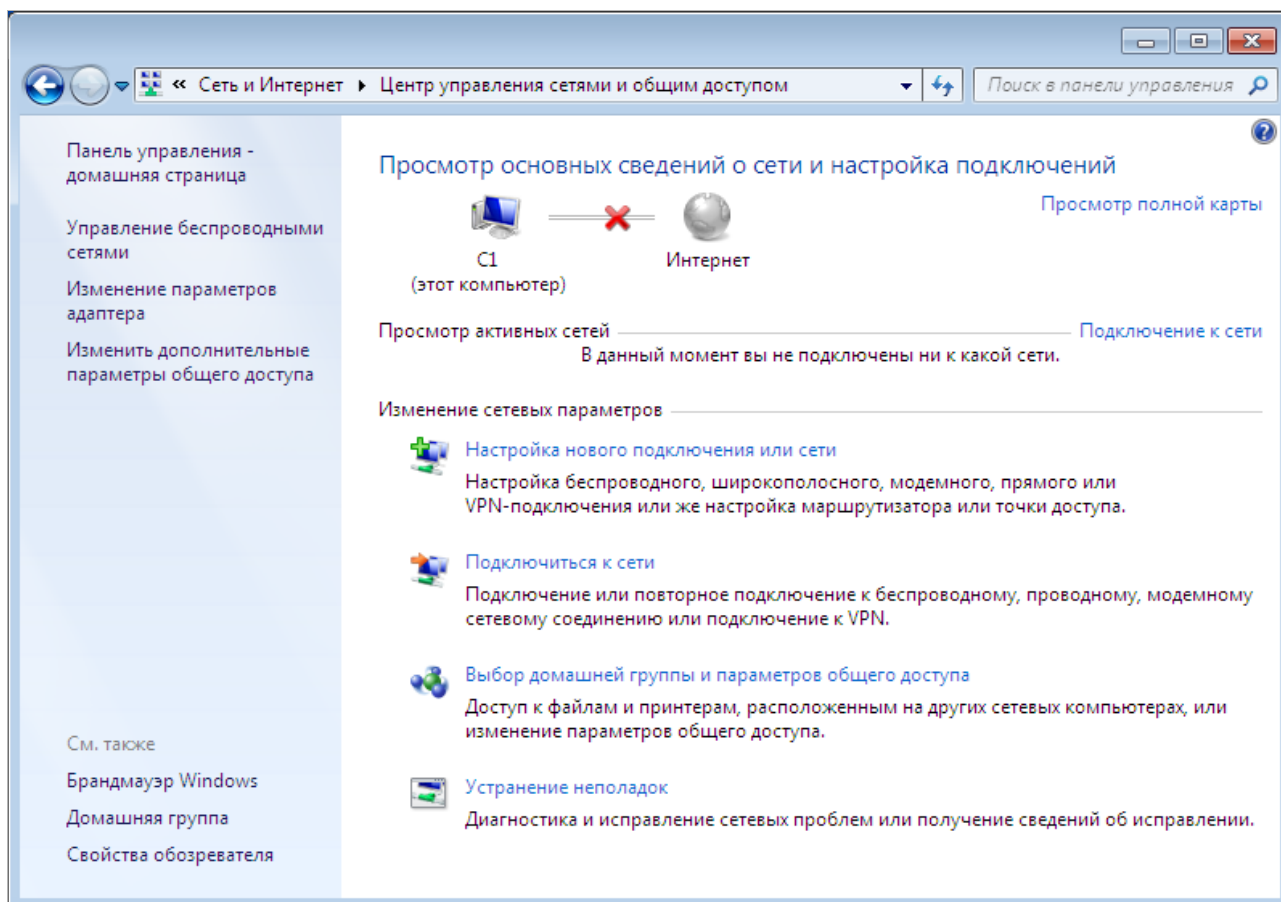 « Сеть и Интернет ▸ Центр управления сетями и общим доступом
Поиск в панели управления
Панель управления -
домашняя страница
Управление беспроводными
сетями
Изменение параметров
адаптера
Изменить дополнительные
параметры общего доступа
См. также
Брандмауэр Windows
Домашняя группа
Свойства обозревателя
Просмотр основных сведений о сети и настройка подключений
Просмотр полной карты
C1
(этот компьютер)
Интернет
Просмотр активных сетей
Подключение к сети
В данный момент вы не подключены ни к какой сети.
Изменение сетевых параметров
Настройка нового подключения или сети
Настройка беспроводного, широкополосного, модемного, прямого или
VPN-подключения или же настройка маршрутизатора или точки доступа.
Подключиться к сети
Подключение или повторное подключение к беспроводному, проводному, модемному
сетевому соединению или подключение к VPN.
Выбор домашней группы и параметров общего доступа
Доступ к файлам и принтерам, расположенным на других сетевых компьютерах, или
изменение параметров общего доступа.
Устранение неполадок
Диагностика и исправление сетевых проблем или получение сведений об исправлении.